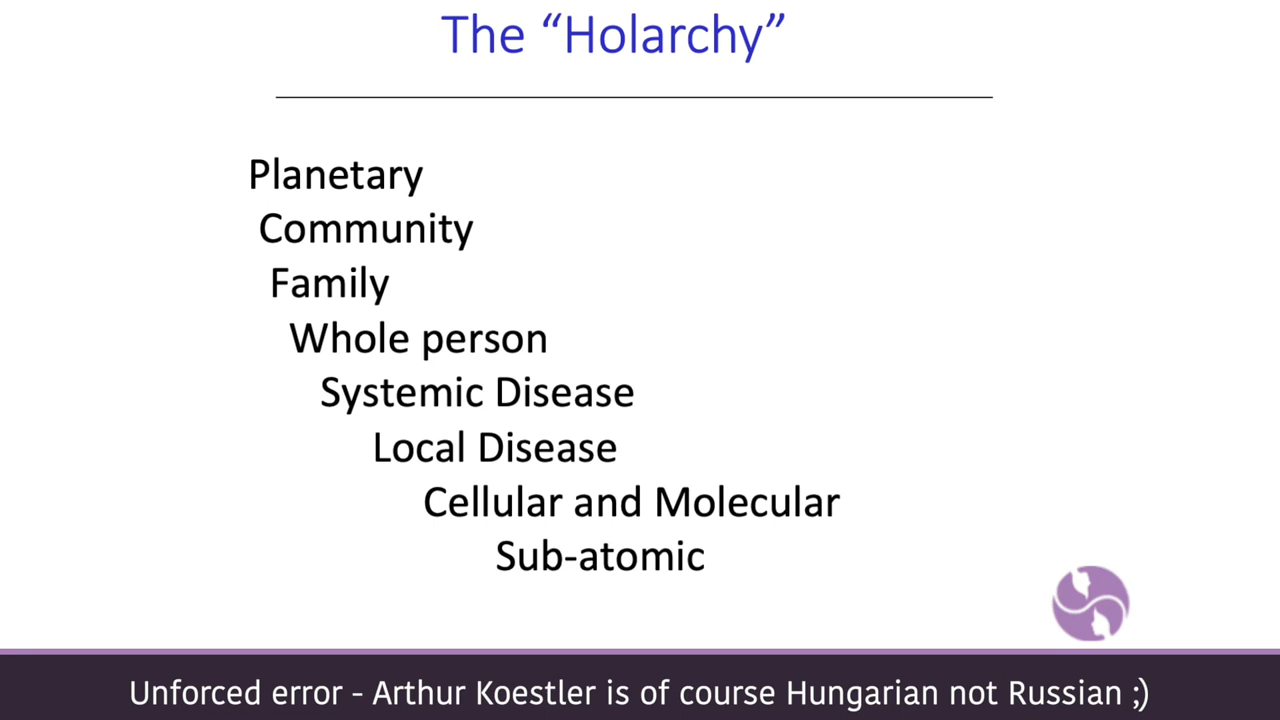 The “Holarchy”
Planetary
Community
Family
Whole person
Systemic Disease
Local Disease
Cellular and Molecular
Sub-atomic
Unforced error - Arthur Koestler is of course Hungarian not Russian ;)